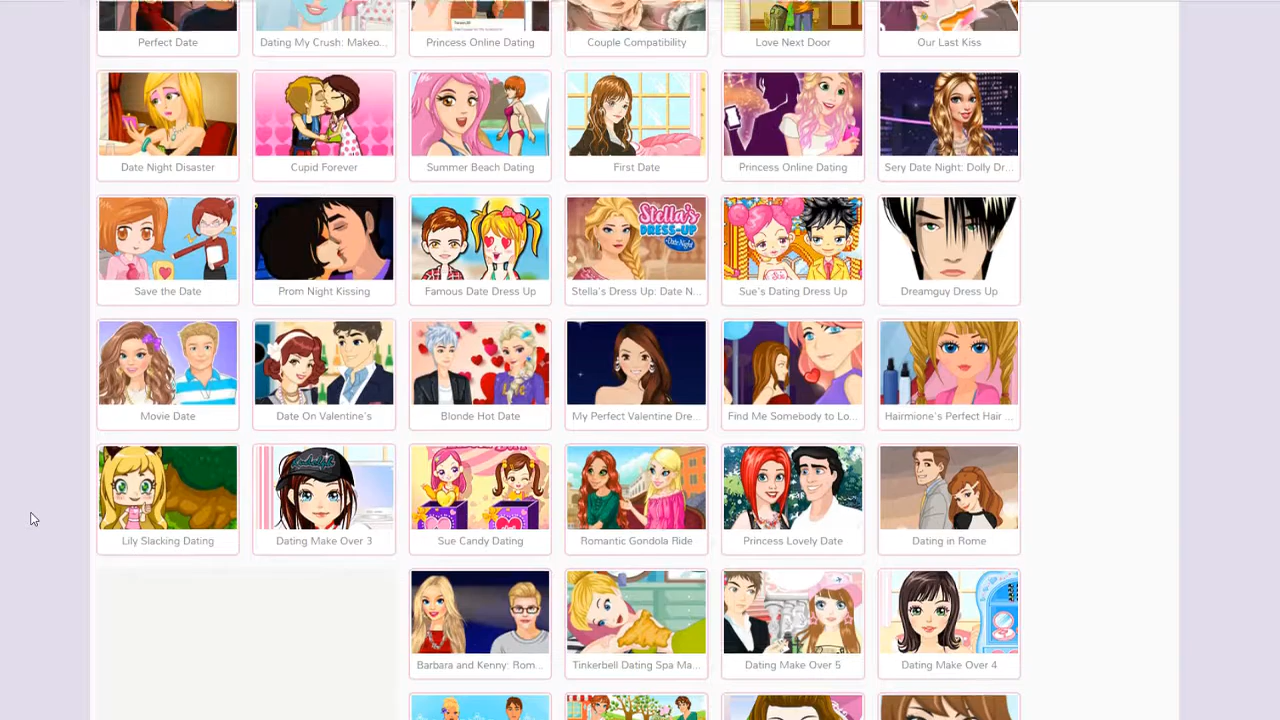 Perfect Date
Dating My Crush: Makeo...
Princess Online Dating
Couple Compatibility
Love Next Door
Our Last Kiss
Date Night Disaster
Cupid Forever
Summer Beach Dating
First Date
Princess Online Dating
Sery Date Night: Dolly Dr...
Stella's
DRESS-UP
Date Night
Save the Date
Prom Night Kissing
Famous Date Dress Up
Stella's Dress Up: Date N...
Sue's Dating Dress Up
Dreamguy Dress Up
Movie Date
Date On Valentine's
Blonde Hot Date
My Perfect Valentine Dre...
Find Me Somebody to Lo...
Hairmione's Perfect Hair ...
Lily Slacking Dating
Dating Make Over 3
Sue Candy Dating
Romantic Gondola Ride
Princess Lovely Date
Dating in Rome
Barbara and Kenny: Rom...
Tinkerbell Dating Spa Ma...
Dating Make Over 5
Dating Make Over 4